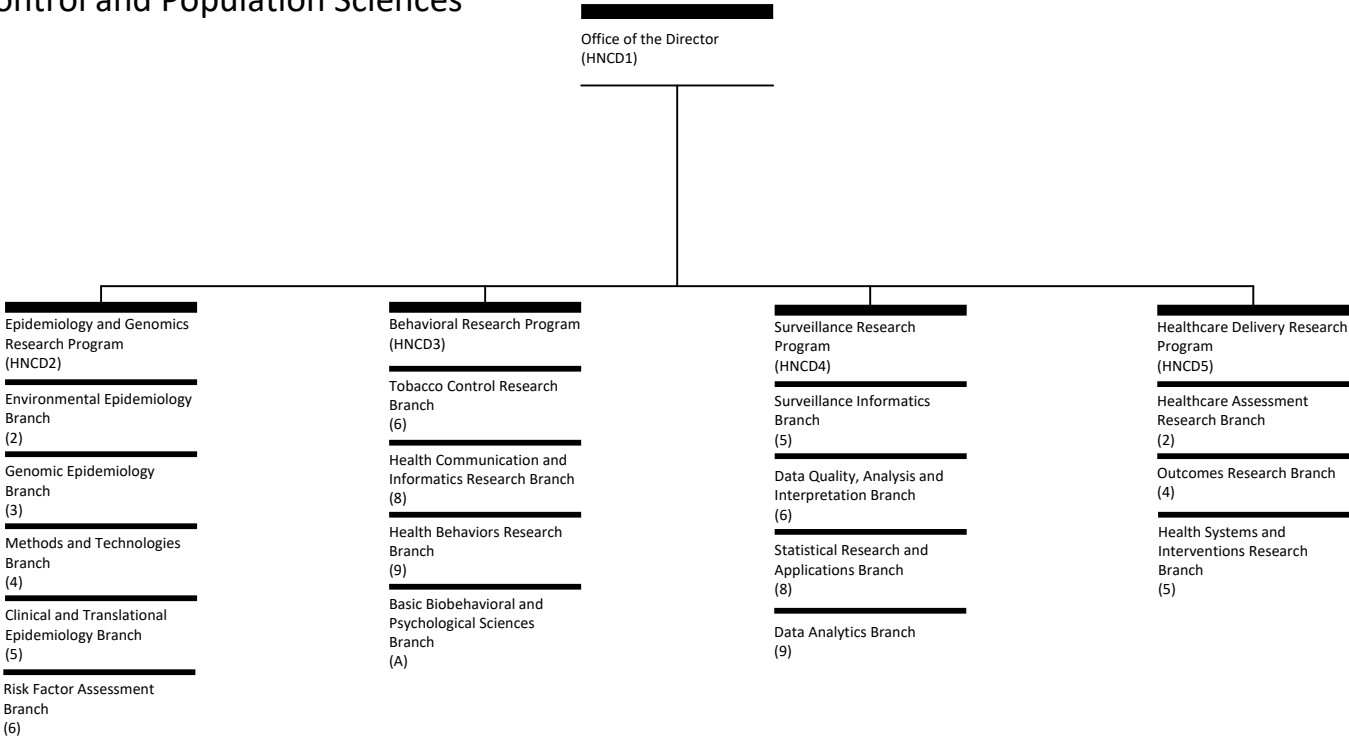 ontrol and Population Sciences
Office of the Director
(HNCD1)
Epidemiology and Genomics
Research Program
(HNCD2)
Environmental Epidemiology
Branch
(2)
Genomic Epidemiology
Branch
(3)
Methods and Technologies
Branch
(4)
Clinical and Translational
Epidemiology Branch
(5)
Risk Factor Assessment
Branch
(6)
Behavioral Research Program
(HNCD3)
Tobacco Control Research
Branch
(6)
Health Communication and
Informatics Research Branch
(8)
Health Behaviors Research
Branch
(9)
Basic Biobehavioral and
Psychological Sciences
Branch
(A)
Surveillance Research
Program
(HNCD4)
Surveillance Informatics
Branch
(5)
Data Quality, Analysis and
Interpretation Branch
(6)
Statistical Research and
Applications Branch
(8)
Data Analytics Branch
(9)
Healthcare Delivery Research
Program
(HNCD5)
Healthcare Assessment
Research Branch
(2)
Outcomes Research Branch
(4)
Health Systems and
Interventions Research
Branch
(5)